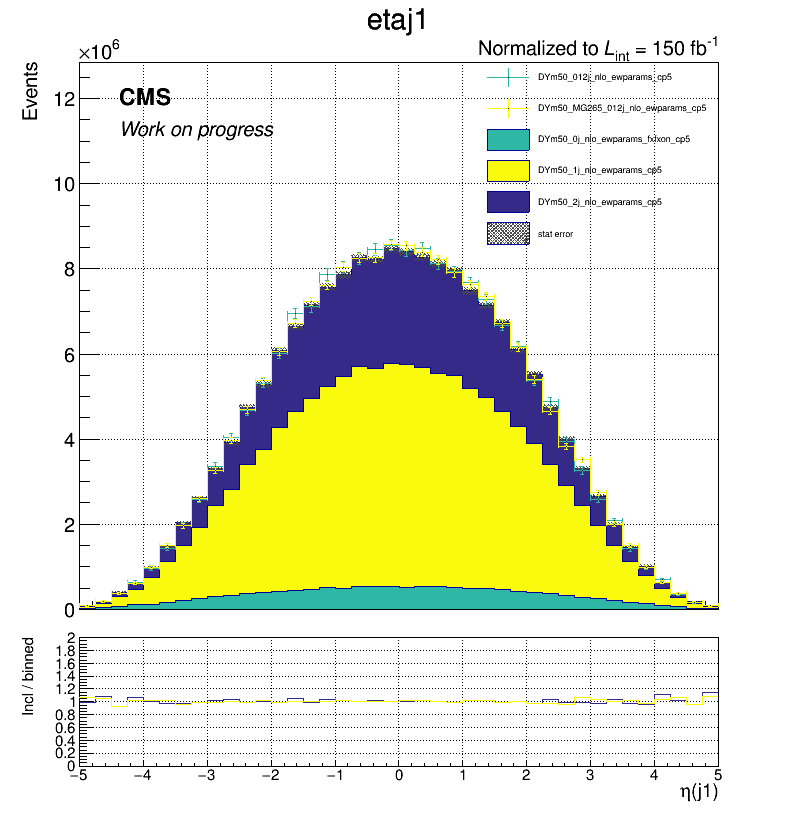 etaj1
×10⁶
Normalized to L_int = 150 fb⁻¹
Events
CMS
Work on progress
DYm50_012j_nlo_ewparams_cp5
DYm50_MG265_012j_nlo_ewparams_cp5
DYm50_0j_nlo_ewparams_fxfxon_cp5
DYm50_1j_nlo_ewparams_cp5
DYm50_2j_nlo_ewparams_cp5
stat error
12
10
8
6
4
2
0
Incl / binned
2
1.8
1.6
1.4
1.2
1
0.8
0.6
0.4
0.2
0
−5 −4 −3 −2 −1 0 1 2 3 4 5
η(j1)